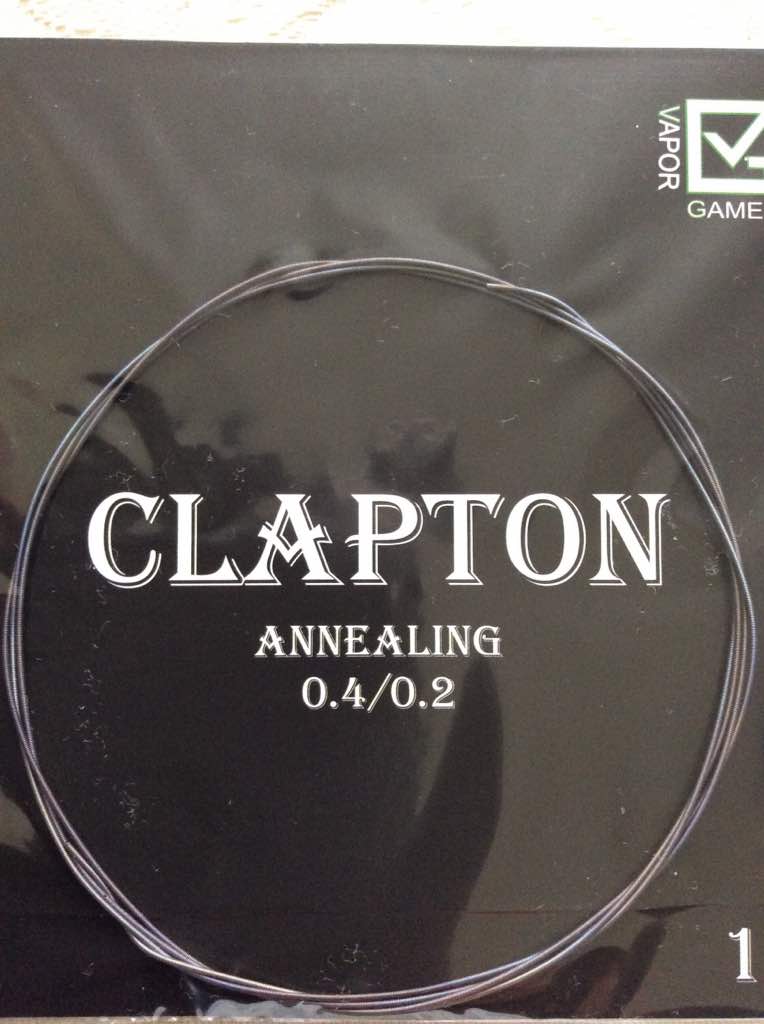 VAPOR
GAME
CLAPTON
ANNEALING
0.4/0.2
1